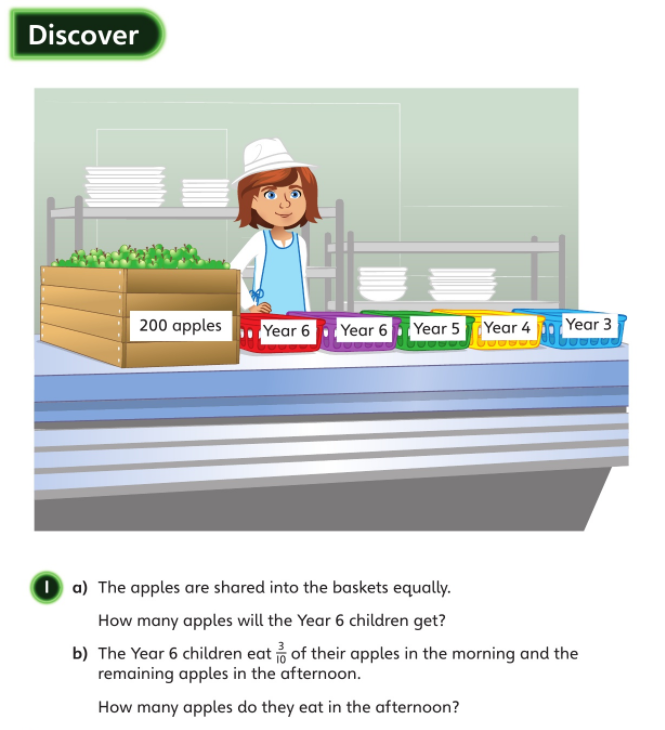 Discover
200 apples
Year 6
Year 6
Year 5
Year 4
Year 3
1 a) The apples are shared into the baskets equally.
How many apples will the Year 6 children get?
b) The Year 6 children eat 3/10 of their apples in the morning and the
remaining apples in the afternoon.
How many apples do they eat in the afternoon?